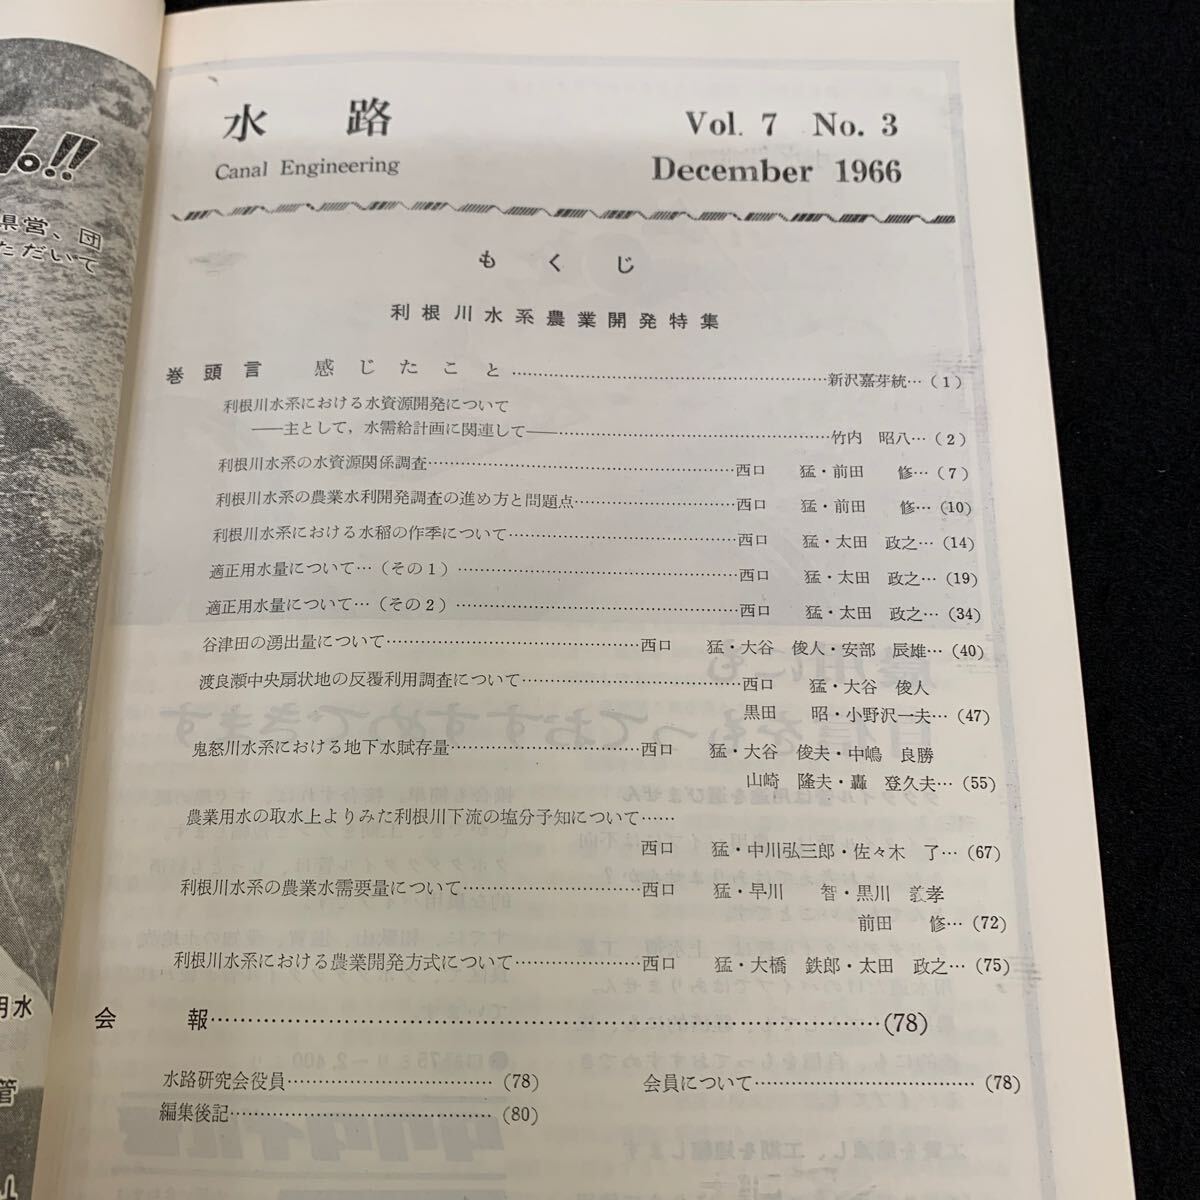 水路
Canal Engineering
Vol. 7 No. 3
December 1966
もくじ
利根川水系農業開発特集
巻頭言 感じたこと……新沢嘉芽統…(1)
利根川水系における水資源開発について
――主として，水需給計画に関連して――……竹内 昭八…(2)
利根川水系の水資源関係調査……西口 猛・前田 修…(7)
利根川水系の農業水利開発調査の進め方と問題点……西口 猛・前田 修…(10)
利根川水系における水稲の作季について……西口 猛・太田 政之…(14)
適正用水量について…(その1)……西口 猛・太田 政之…(19)
適正用水量について…(その2)……西口 猛・太田 政之…(34)
谷津田の湧出量について……西口 猛・大谷 俊人・安部 辰雄…(40)
渡良瀬中央扇状地の反覆利用調査について……西口 猛・大谷 俊人
黒田 昭・小野沢一夫…(47)
鬼怒川水系における地下水賦存量……西口 猛・大谷 俊夫・中嶋 良勝
山崎 隆夫・轟 登久夫…(55)
農業用水の取水上よりみた利根川下流の塩分予知について……
西口 猛・中川弘三郎・佐々木 了…(67)
利根川水系の農業水需要量について……西口 猛・早川 智・黒川 義孝
前田 修…(72)
利根川水系における農業開発方式について……西口 猛・大橋 鉄郎・太田 政之…(75)
会報……(78)
水路研究会役員……(78)
会員について……(78)
編集後記……(80)
県営、団
ただいて
用水
管